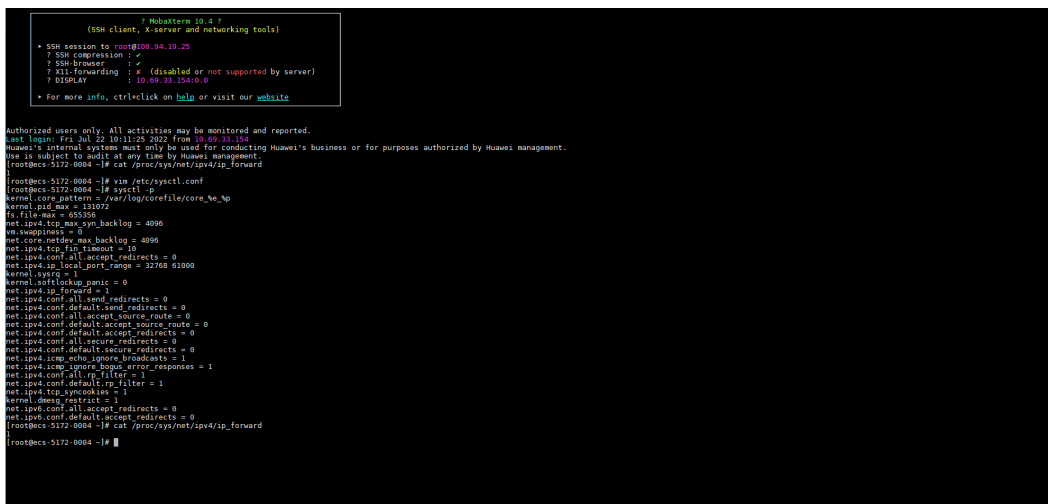 ? MobaXterm 10.4 ?
(SSH client, X-server and networking tools)
➤ SSH session to root@100.94.19.25
? SSH compression : ✔
? SSH-browser : ✔
? X11-forwarding : ✘ (disabled or not supported by server)
? DISPLAY : 10.69.33.154:0.0
➤ For more info, ctrl+click on help or visit our website
Authorized users only. All activities may be monitored and reported.
Last login: Fri Jul 22 10:11:25 2022 from 10.69.33.154
Huawei's internal systems must only be used for conducting Huawei's business or for purposes authorized by Huawei management.
Use is subject to audit at any time by Huawei management.
[root@ecs-5172-0004 ~]# cat /proc/sys/net/ipv4/ip_forward
1
[root@ecs-5172-0004 ~]# vim /etc/sysctl.conf
[root@ecs-5172-0004 ~]# sysctl -p
kernel.core_pattern = /var/log/corefile/core_%e_%p
kernel.pid_max = 131072
fs.file-max = 655356
net.ipv4.tcp_max_syn_backlog = 4096
vm.swappiness = 0
net.core.netdev_max_backlog = 4096
net.ipv4.tcp_fin_timeout = 10
net.ipv4.conf.all.accept_redirects = 0
net.ipv4.ip_local_port_range = 32768 61000
kernel.sysrq = 1
kernel.softlockup_panic = 0
net.ipv4.ip_forward = 1
net.ipv4.conf.all.send_redirects = 0
net.ipv4.conf.default.send_redirects = 0
net.ipv4.conf.all.accept_source_route = 0
net.ipv4.conf.default.accept_source_route = 0
net.ipv4.conf.default.accept_redirects = 0
net.ipv4.conf.all.secure_redirects = 0
net.ipv4.conf.default.secure_redirects = 0
net.ipv4.icmp_echo_ignore_broadcasts = 1
net.ipv4.icmp_ignore_bogus_error_responses = 1
net.ipv4.conf.all.rp_filter = 1
net.ipv4.conf.default.rp_filter = 1
net.ipv4.tcp_syncookies = 1
kernel.dmesg_restrict = 1
net.ipv6.conf.all.accept_redirects = 0
net.ipv6.conf.default.accept_redirects = 0
[root@ecs-5172-0004 ~]# cat /proc/sys/net/ipv4/ip_forward
1
[root@ecs-5172-0004 ~]#